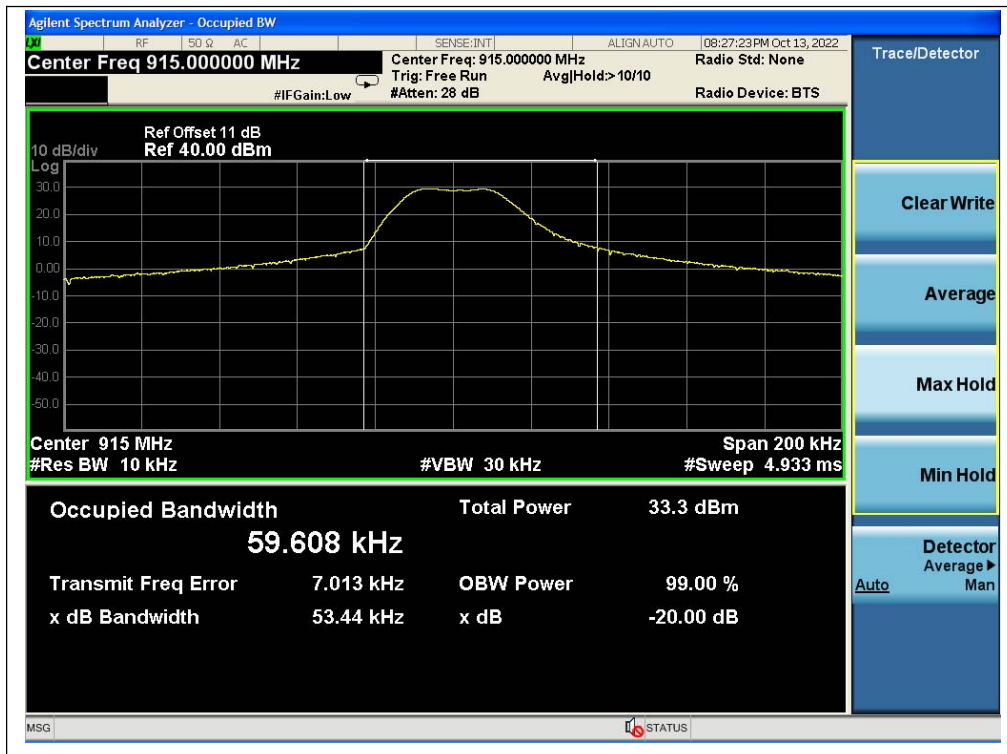 Agilent Spectrum Analyzer - Occupied BW
LXI RF 50 Ω AC SENSE:INT ALIGN AUTO 08:27:23 PM Oct 13, 2022
Center Freq 915.000000 MHz
Center Freq: 915.000000 MHz
Radio Std: None
Trig: Free Run Avg|Hold:> 10/10
#IFGain:Low
#Atten: 28 dB
Radio Device: BTS
Trace/Detector
Ref Offset 11 dB
10 dB/div Ref 40.00 dBm
Log
30.0
20.0
10.0
0.00
-10.0
-20.0
-30.0
-40.0
-50.0
Center 915 MHz Span 200 kHz
#Res BW 10 kHz #VBW 30 kHz #Sweep 4.933 ms
Occupied Bandwidth Total Power 33.3 dBm
59.608 kHz
Transmit Freq Error 7.013 kHz OBW Power 99.00 %
x dB Bandwidth 53.44 kHz x dB -20.00 dB
Clear Write
Average
Max Hold
Min Hold
Detector
Average▶
Auto Man
MSG STATUS